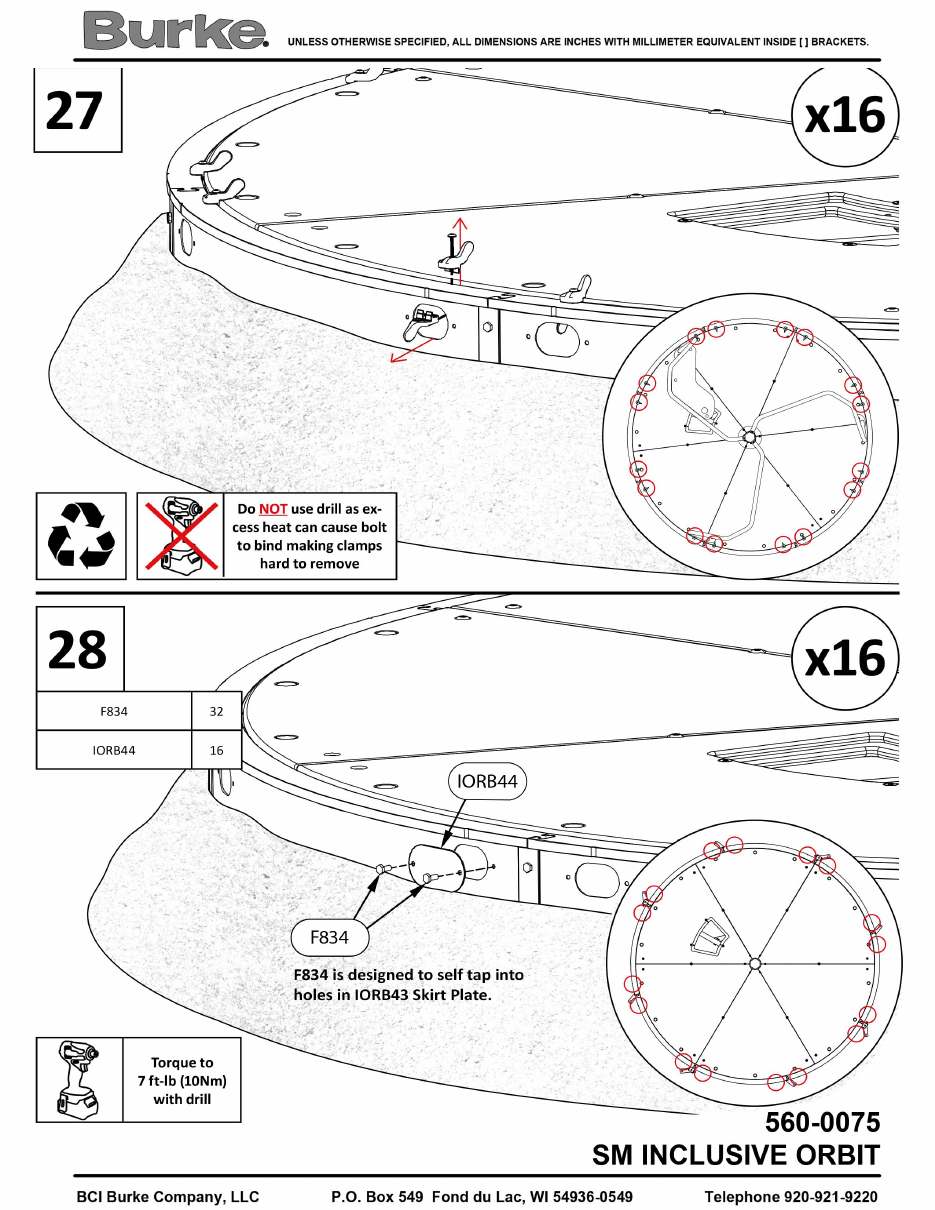 Burke.
UNLESS OTHERWISE SPECIFIED, ALL DIMENSIONS ARE INCHES WITH MILLIMETER EQUIVALENT INSIDE [ ] BRACKETS.
27
x16
Do NOT use drill as ex-
cess heat can cause bolt
to bind making clamps
hard to remove
28
x16
F834 32
IORB44 16
IORB44
F834
F834 is designed to self tap into
holes in IORB43 Skirt Plate.
Torque to
7 ft-lb (10Nm)
with drill
560-0075
SM INCLUSIVE ORBIT
BCI Burke Company, LLC P.O. Box 549 Fond du Lac, WI 54936-0549 Telephone 920-921-9220